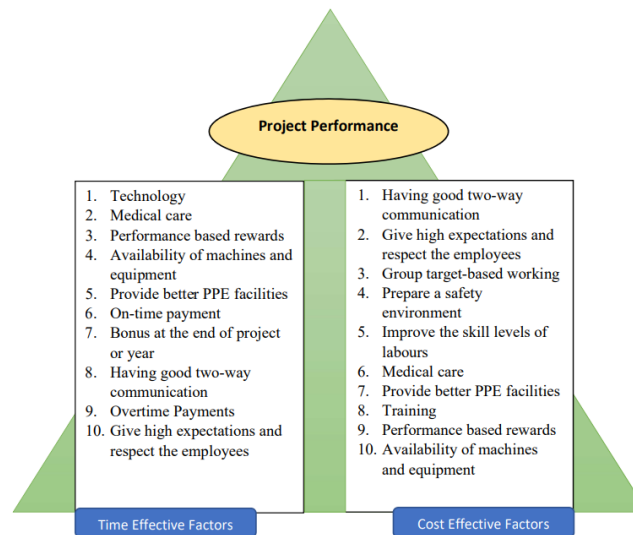 Project Performance
1. Technology
2. Medical care
3. Performance based rewards
4. Availability of machines and
equipment
5. Provide better PPE facilities
6. On-time payment
7. Bonus at the end of project
or year
8. Having good two-way
communication
9. Overtime Payments
10. Give high expectations and
respect the employees
Time Effective Factors
1. Having good two-way
communication
2. Give high expectations and
respect the employees
3. Group target-based working
4. Prepare a safety
environment
5. Improve the skill levels of
labours
6. Medical care
7. Provide better PPE facilities
8. Training
9. Performance based rewards
10. Availability of machines
and equipment
Cost Effective Factors